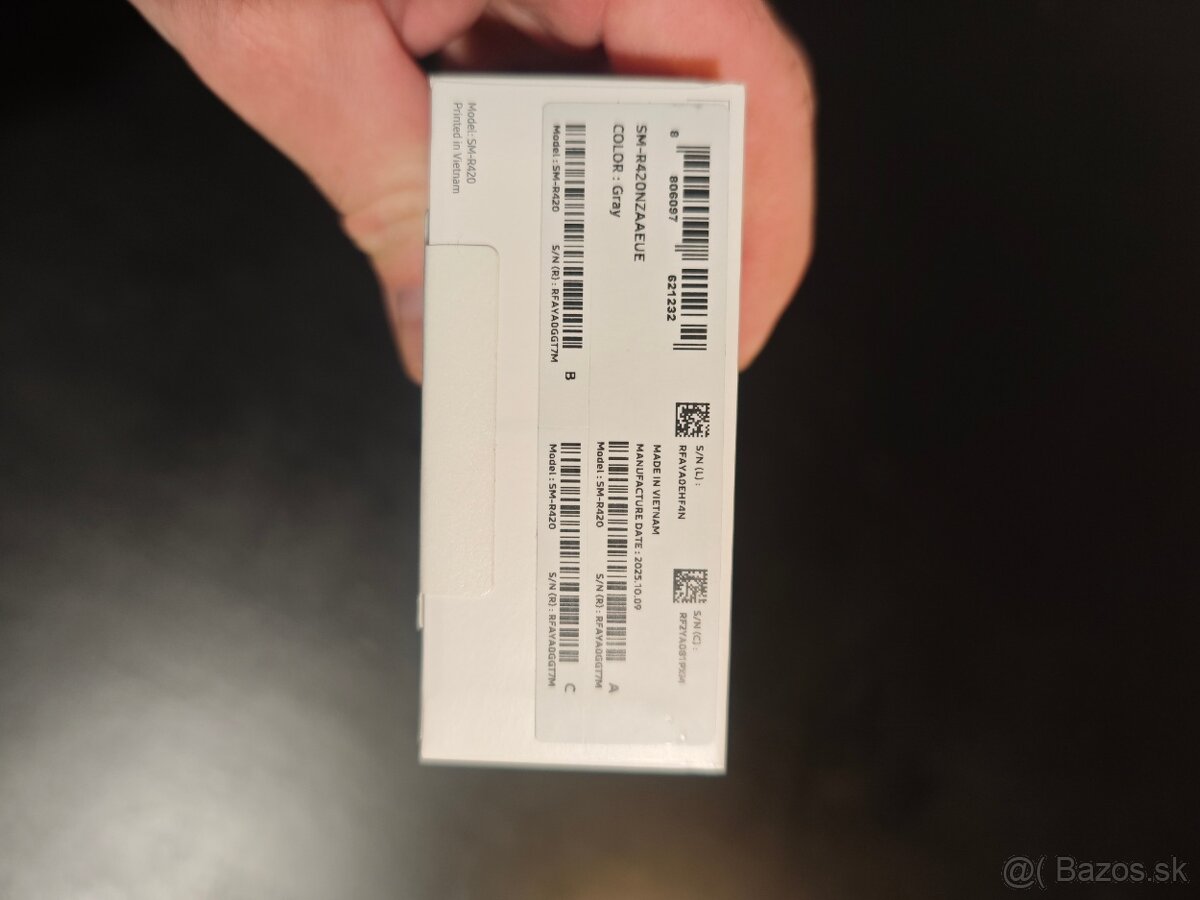 Model: SM-R420
Printed in Vietnam
8 806097 621232
SM-R420NZAAEUE
COLOR : Gray
S/N (L) :
RFAYA0EHF4N
S/N (C) :
MADE IN VIETNAM
MANUFACTURE DATE : 2025.10.09
A
Model : SM-R420 S/N (R) : RFAYA0GGT7M
B
Model : SM-R420 S/N (R) : RFAYA0GGT7M
C
Model : SM-R420 S/N (R) : RFAYA0GGT7M
@( Bazos.sk